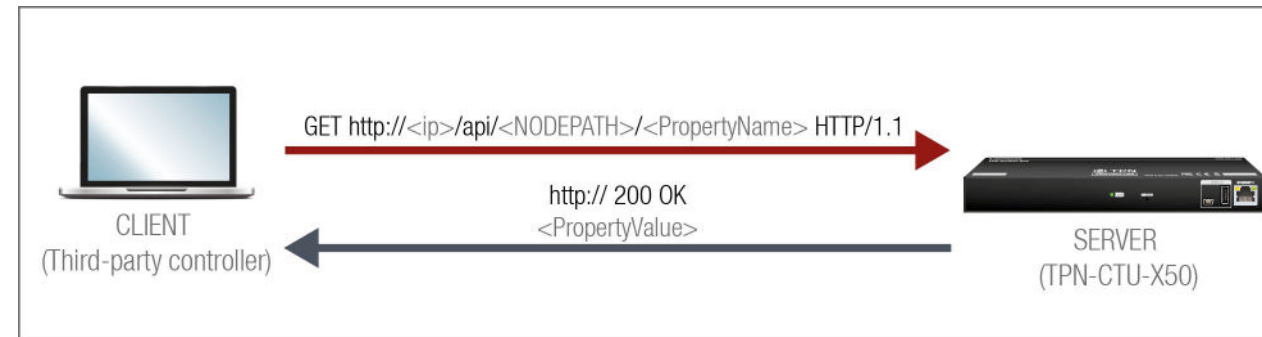 GET http://<ip>/api/<NODEPATH>/<PropertyName> HTTP/1.1
http:// 200 OK
<PropertyValue>
CLIENT
(Third-party controller)
TPN
SERVER
(TPN-CTU-X50)